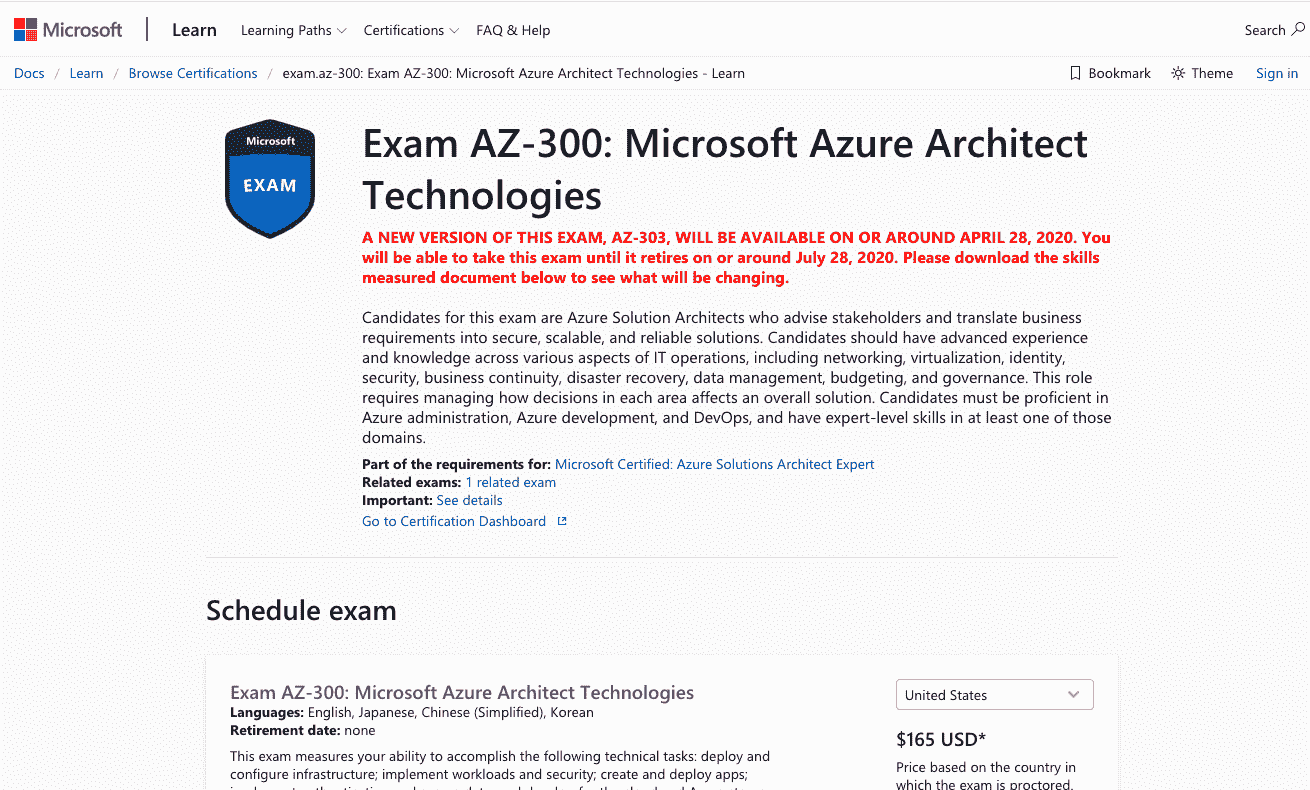 Microsoft
Learn
Learning Paths
Certifications
FAQ & Help
Search
Docs / Learn / Browse Certifications / exam.az-300: Exam AZ-300: Microsoft Azure Architect Technologies - Learn
Bookmark
Theme
Sign in
Microsoft
EXAM
Exam AZ-300: Microsoft Azure Architect
Technologies
A NEW VERSION OF THIS EXAM, AZ-303, WILL BE AVAILABLE ON OR AROUND APRIL 28, 2020. You
will be able to take this exam until it retires on or around July 28, 2020. Please download the skills
measured document below to see what will be changing.
Candidates for this exam are Azure Solution Architects who advise stakeholders and translate business
requirements into secure, scalable, and reliable solutions. Candidates should have advanced experience
and knowledge across various aspects of IT operations, including networking, virtualization, identity,
security, business continuity, disaster recovery, data management, budgeting, and governance. This role
requires managing how decisions in each area affects an overall solution. Candidates must be proficient in
Azure administration, Azure development, and DevOps, and have expert-level skills in at least one of those
domains.
Part of the requirements for: Microsoft Certified: Azure Solutions Architect Expert
Related exams: 1 related exam
Important: See details
Go to Certification Dashboard
Schedule exam
Exam AZ-300: Microsoft Azure Architect Technologies
Languages: English, Japanese, Chinese (Simplified), Korean
Retirement date: none
This exam measures your ability to accomplish the following technical tasks: deploy and
configure infrastructure; implement workloads and security; create and deploy apps;
United States
$165 USD*
Price based on the country in
which the exam is proctored.